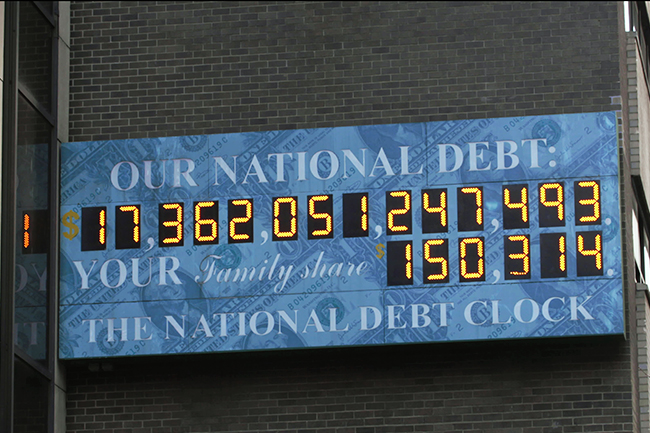 OUR NATIONAL DEBT:
$17,362,051,247,493.
YOUR Family share $150,314.
THE NATIONAL DEBT CLOCK